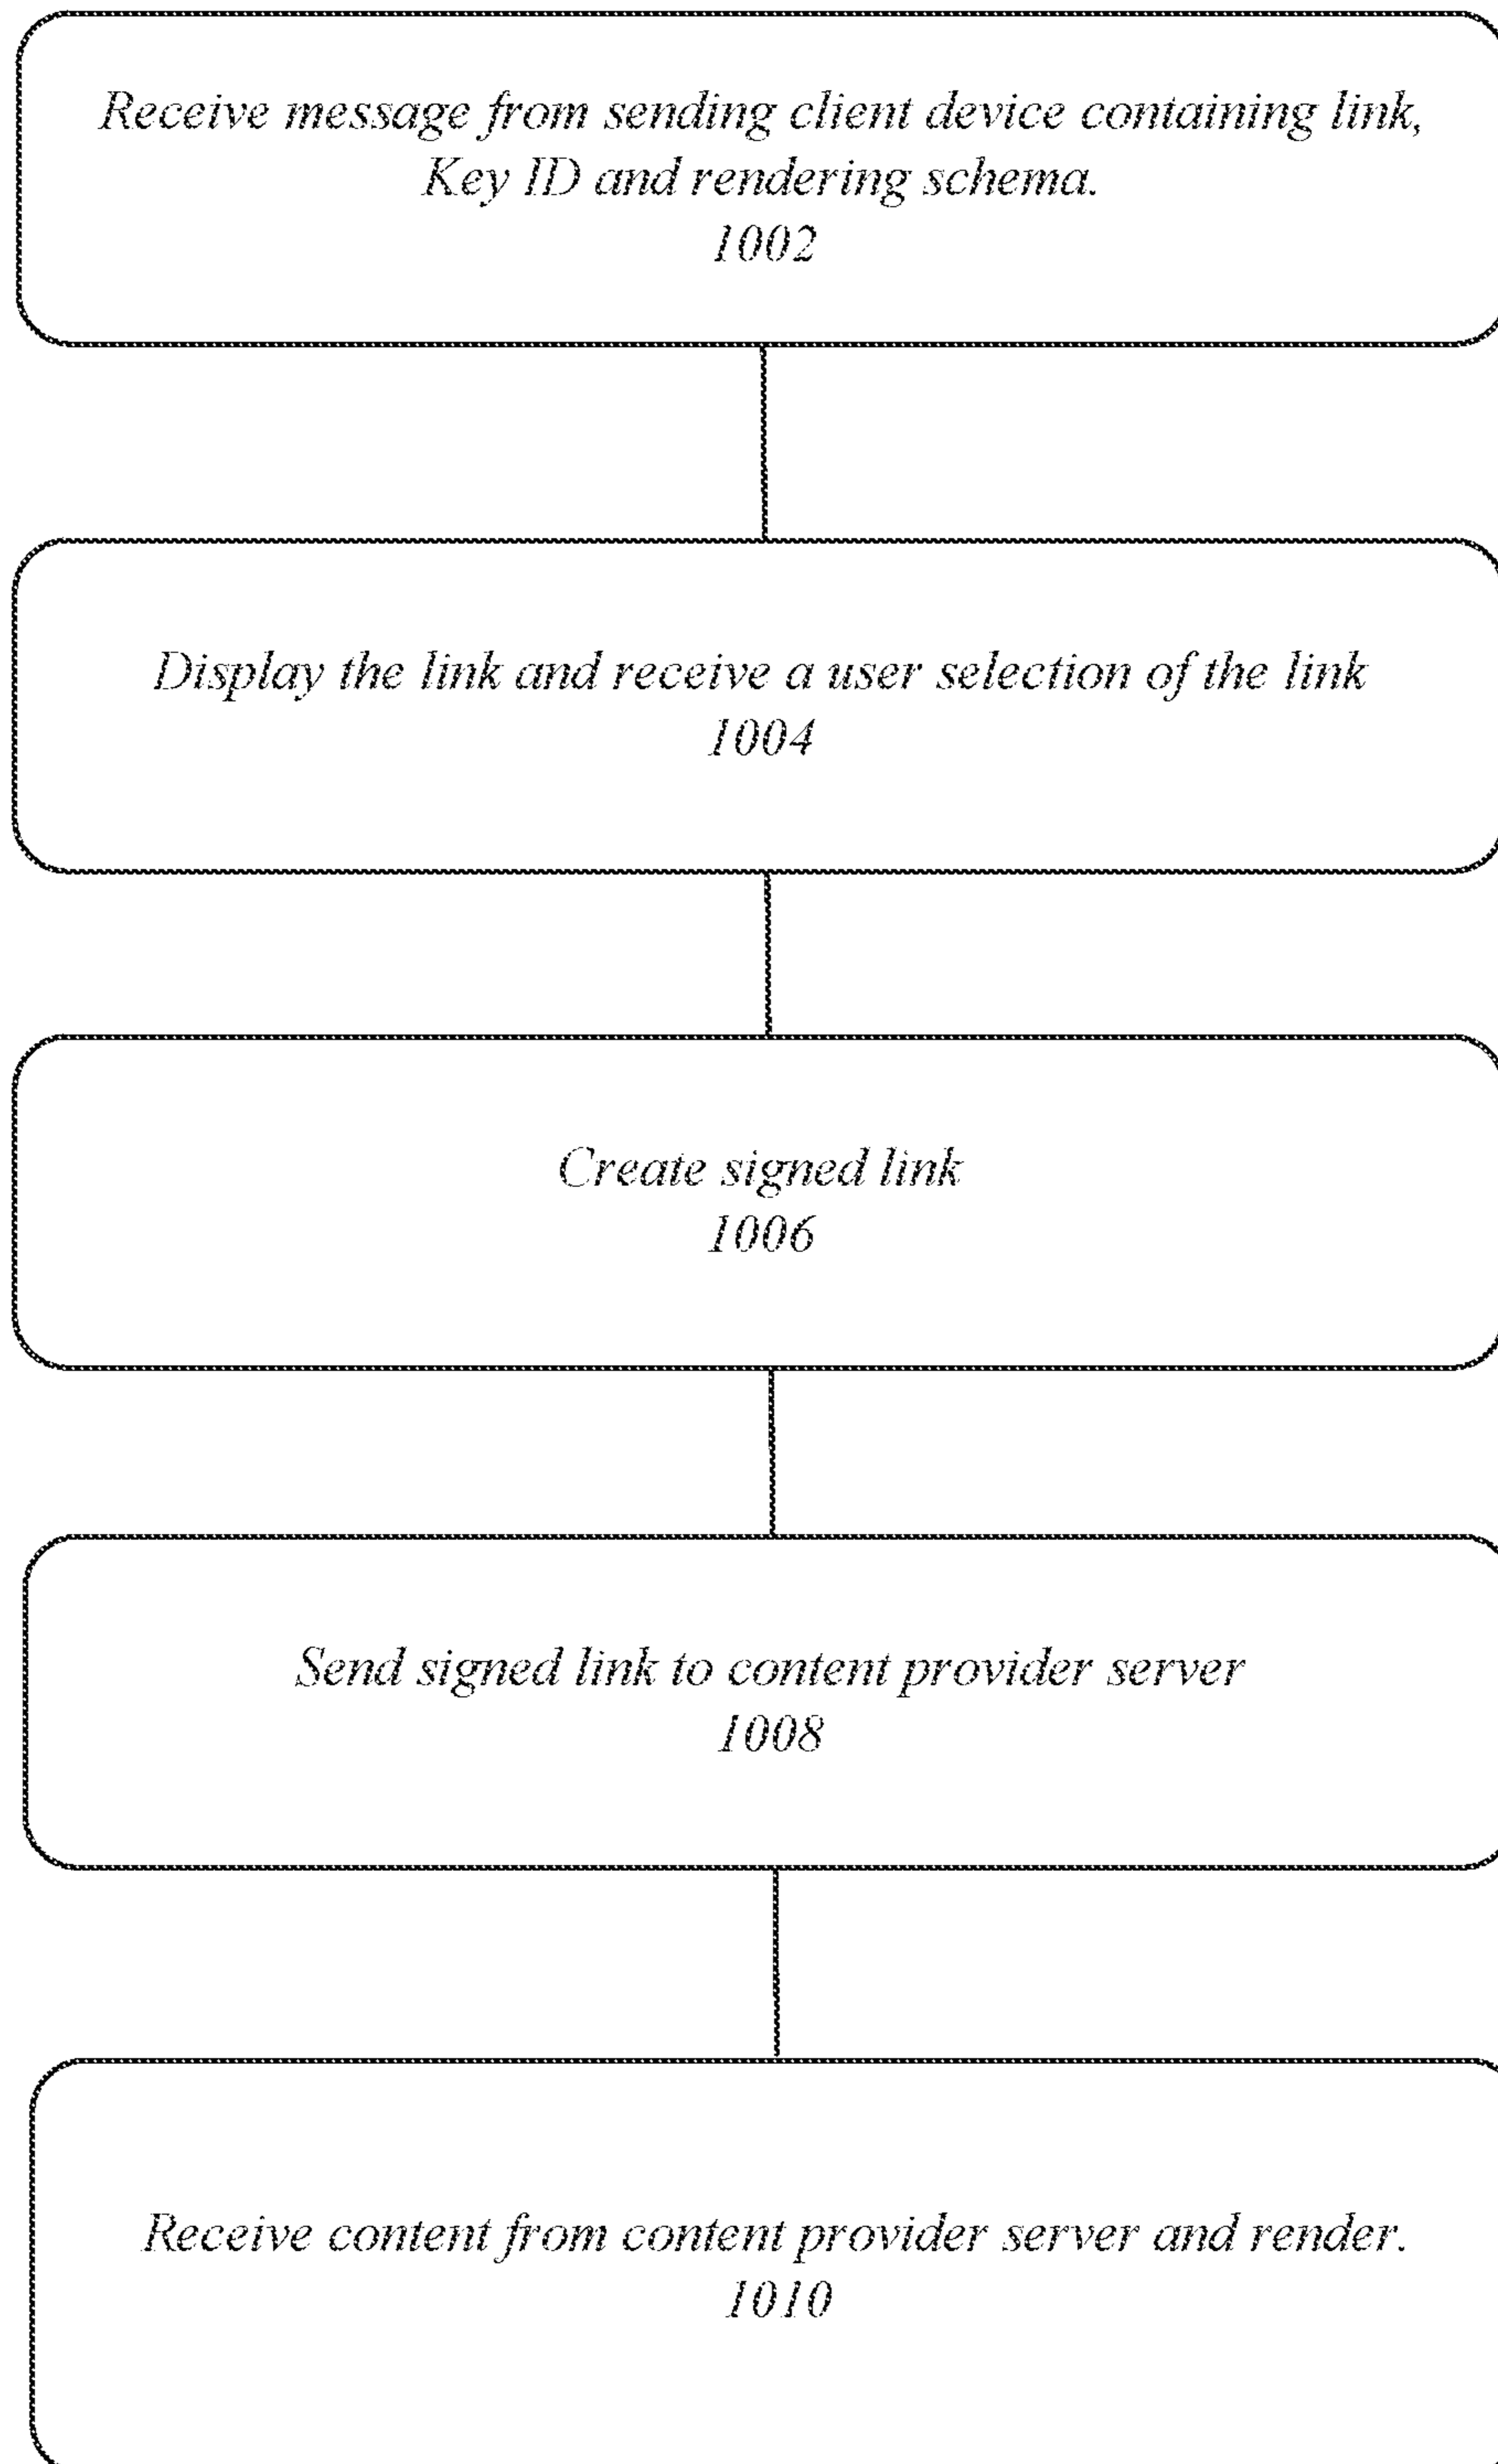 Receive message from sending client device containing link,
Key ID and rendering schema.
1002
Display the link and receive a user selection of the link
1004
Create signed link
1006
Send signed link to content provider server
1008
Receive content from content provider server and render.
1010